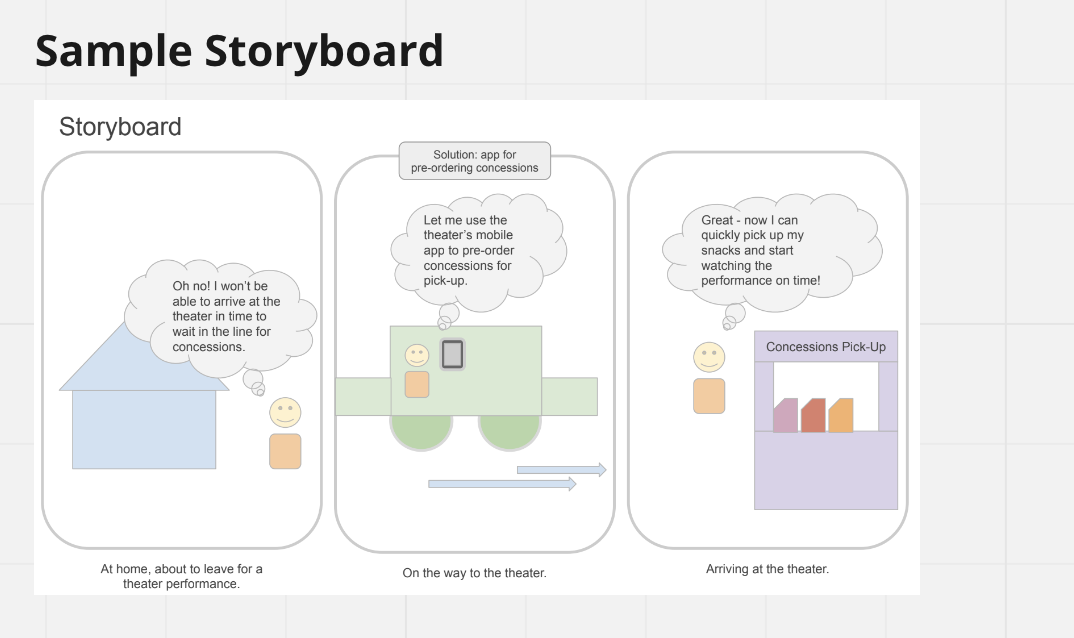 Sample Storyboard
Storyboard
Oh no! I won't be
able to arrive at the
theater in time to
wait in the line for
concessions.
At home, about to leave for a
theater performance.
Solution: app for
pre-ordering concessions
Let me use the
theater's mobile
app to pre-order
concessions for
pick-up.
On the way to the theater.
Great - now I can
quickly pick up my
snacks and start
watching the
performance on time!
Concessions Pick-Up
Arriving at the theater.